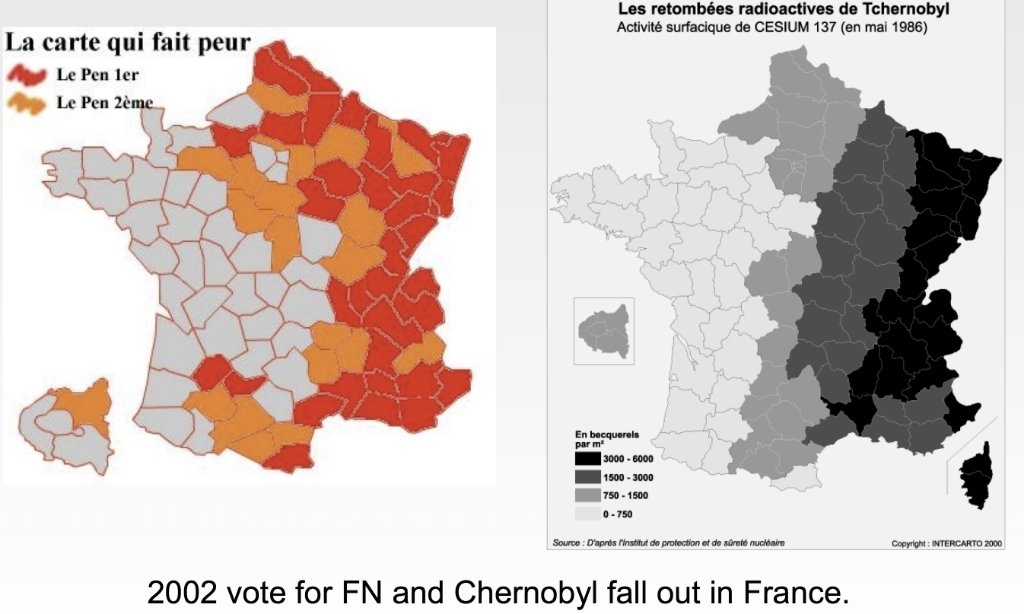 La carte qui fait peur
Le Pen 1er
Le Pen 2ème
Les retombées radioactives de Tchernobyl
Activité surfacique de CESIUM 137 (en mai 1986)
En becquerels
par m²
3000 - 6000
1500 - 3000
750 - 1500
0 - 750
Source : D'après l'Institut de protection et de sûreté nucléaire
Copyright : INTERCARTO 2000
2002 vote for FN and Chernobyl fall out in France.